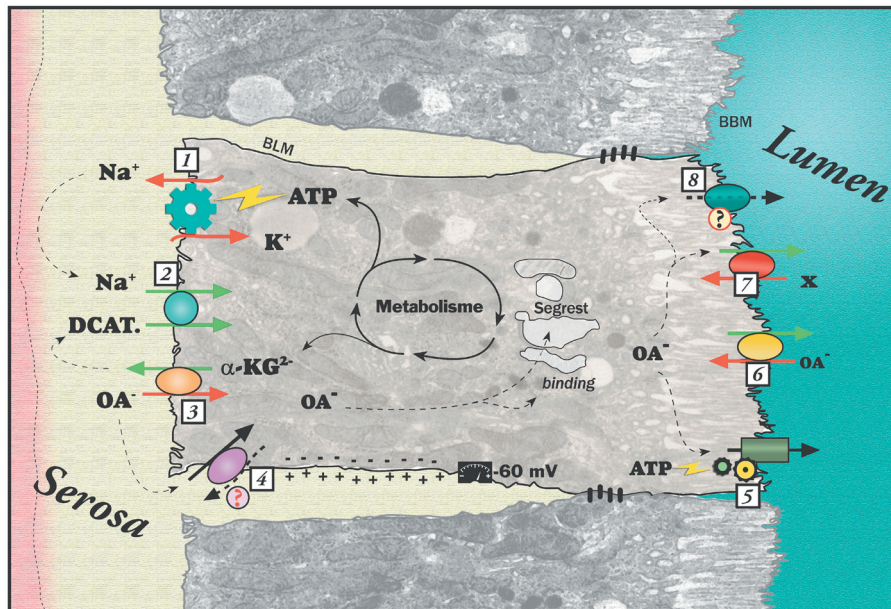 BBM
Lumen
BLM
1
Na⁺
ATP
K⁺
8
?
2
Na⁺
DCAT.
Metabolisme
Segrest
7
x
α-KG²⁻
OA⁻
OA⁻
6
OA⁻
binding
OA⁻
3
Serosa
4
?
- - - - - - - - - -
+ + + + + + + + + +
-60 mV
ATP
5